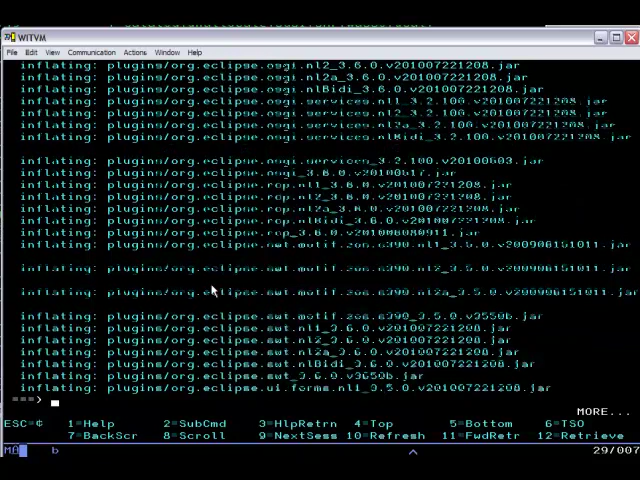 WITVM
File Edit View Communication Actions Window Help
inflating: plugins/org.eclipse.osgi.nl2_3.6.0.v201007221208.jar
inflating: plugins/org.eclipse.osgi.nl2a_3.6.0.v201007221208.jar
inflating: plugins/org.eclipse.osgi.nlBidi_3.6.0.v201007221208.jar
inflating: plugins/org.eclipse.osgi.services.nl1_3.2.100.v201007221208.jar
inflating: plugins/org.eclipse.osgi.services.nl2_3.2.100.v201007221208.jar
inflating: plugins/org.eclipse.osgi.services.nl2a_3.2.100.v201007221208.jar
inflating: plugins/org.eclipse.osgi.services.nlBidi_3.2.100.v201007221208.jar
inflating: plugins/org.eclipse.osgi.services_3.2.100.v20100503.jar
inflating: plugins/org.eclipse.osgi_3.6.0.v20100517.jar
inflating: plugins/org.eclipse.rcp.nl1_3.6.0.v201007221208.jar
inflating: plugins/org.eclipse.rcp.nl2_3.6.0.v201007221208.jar
inflating: plugins/org.eclipse.rcp.nl2a_3.6.0.v201007221208.jar
inflating: plugins/org.eclipse.rcp.nlBidi_3.6.0.v201007221208.jar
inflating: plugins/org.eclipse.rcp_3.6.0.v201006080911.jar
inflating: plugins/org.eclipse.swt.motif.zos.s390.nl1_3.5.0.v200906151011.jar
inflating: plugins/org.eclipse.swt.motif.zos.s390.nl2_3.5.0.v200906151011.jar
inflating: plugins/org.eclipse.swt.motif.zos.s390.nl2a_3.5.0.v200906151011.jar
inflating: plugins/org.eclipse.swt.motif.zos.s390_3.5.0.v3550b.jar
inflating: plugins/org.eclipse.swt.nl1_3.6.0.v201007221208.jar
inflating: plugins/org.eclipse.swt.nl2a_3.6.0.v201007221208.jar
inflating: plugins/org.eclipse.swt.nlBidi_3.6.0.v201007221208.jar
inflating: plugins/org.eclipse.swt_3.6.0.v3650b.jar
inflating: plugins/org.eclipse.ui.forms.nl1_3.5.0.v201007221208.jar
===>
MORE...
ESC=¢ 1=Help 2=SubCmd 3=HlpRetrn 4=Top 5=Bottom 6=TSO
7=BackScr 8=Scroll 9=NextSess 10=Refresh 11=FwdRetr 12=Retrieve
MA b 29/007